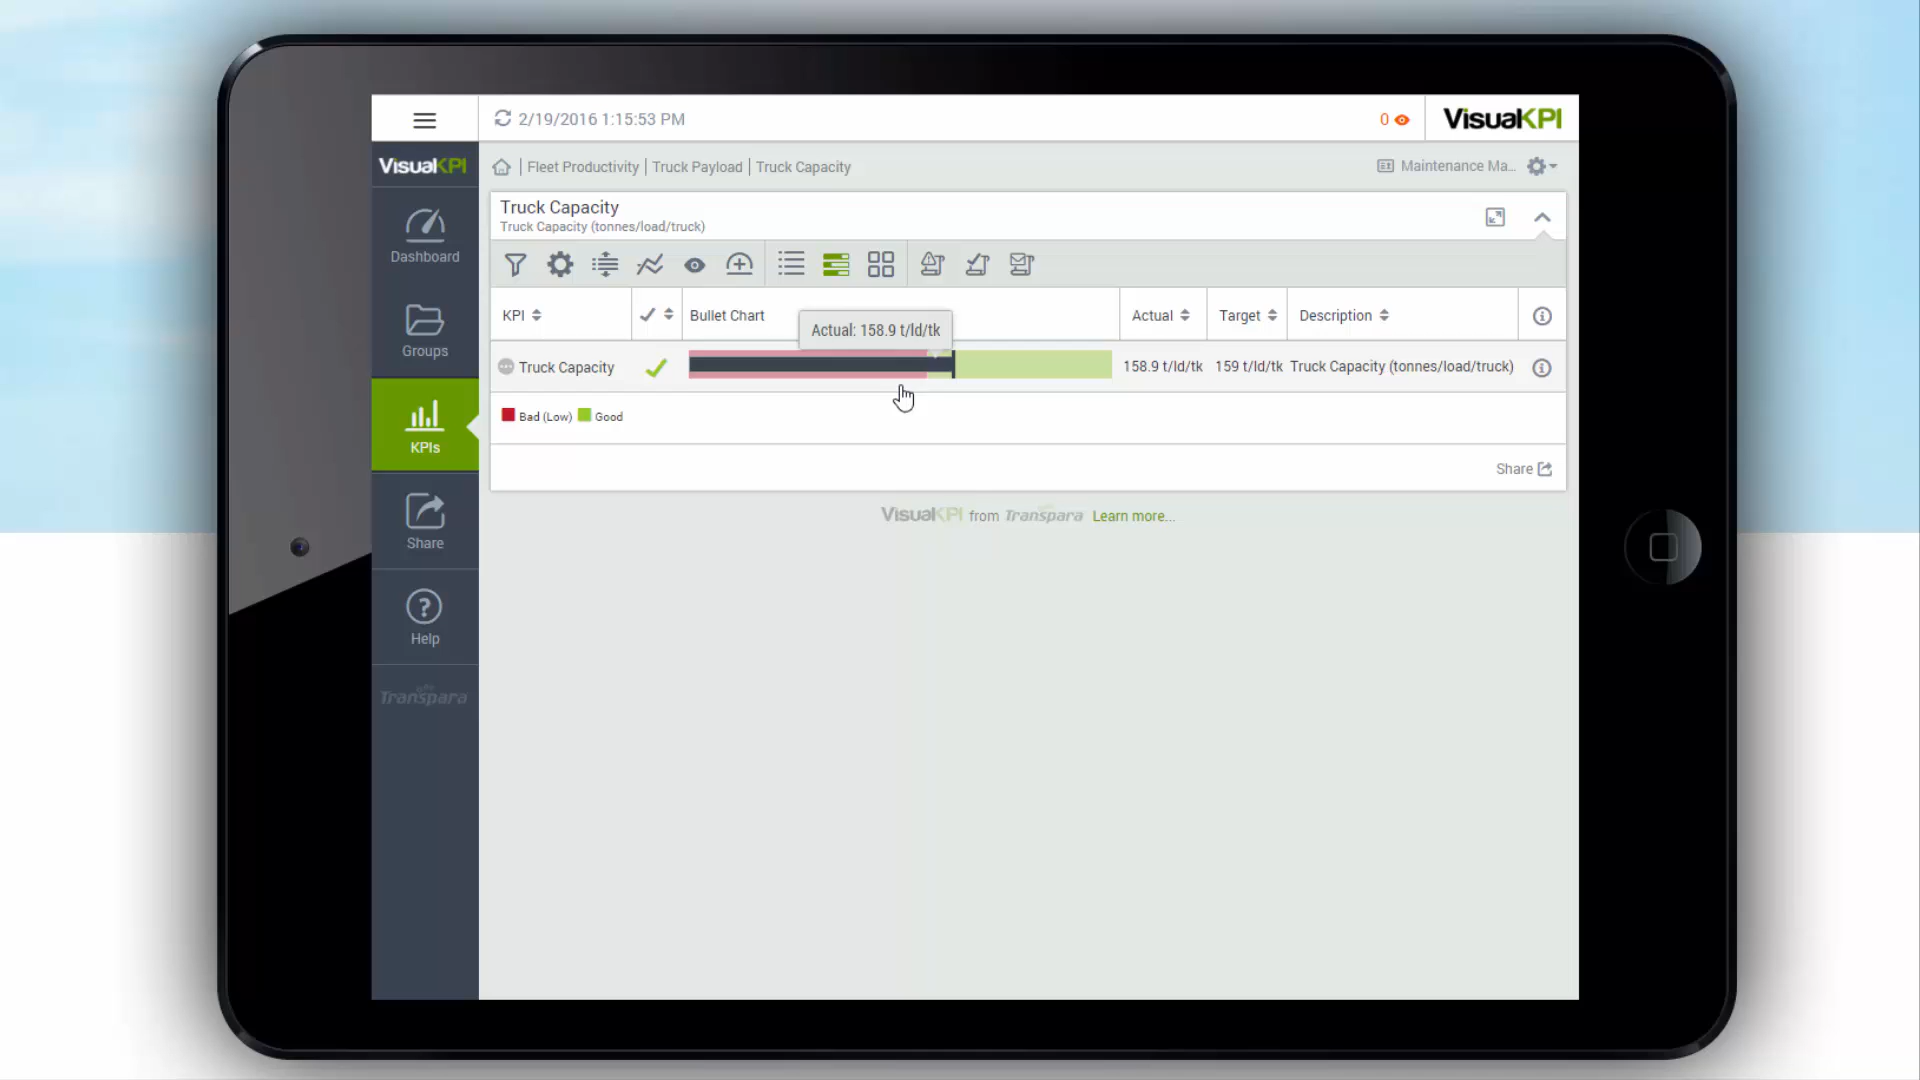 2/19/2016 1:15:53 PM
0
VisualKPI
VisualKPI
Fleet Productivity | Truck Payload | Truck Capacity
Maintenance Ma...
Truck Capacity
Truck Capacity (tonnes/load/truck)
Dashboard
KPI
Bullet Chart
Actual
Target
Description
Actual: 158.9 t/ld/tk
Groups
Truck Capacity
158.9 t/ld/tk
159 t/ld/tk
Truck Capacity (tonnes/load/truck)
Bad (Low)
Good
KPIs
Share
VisualKPI from Transpara Learn more...
Share
Help
Transpara